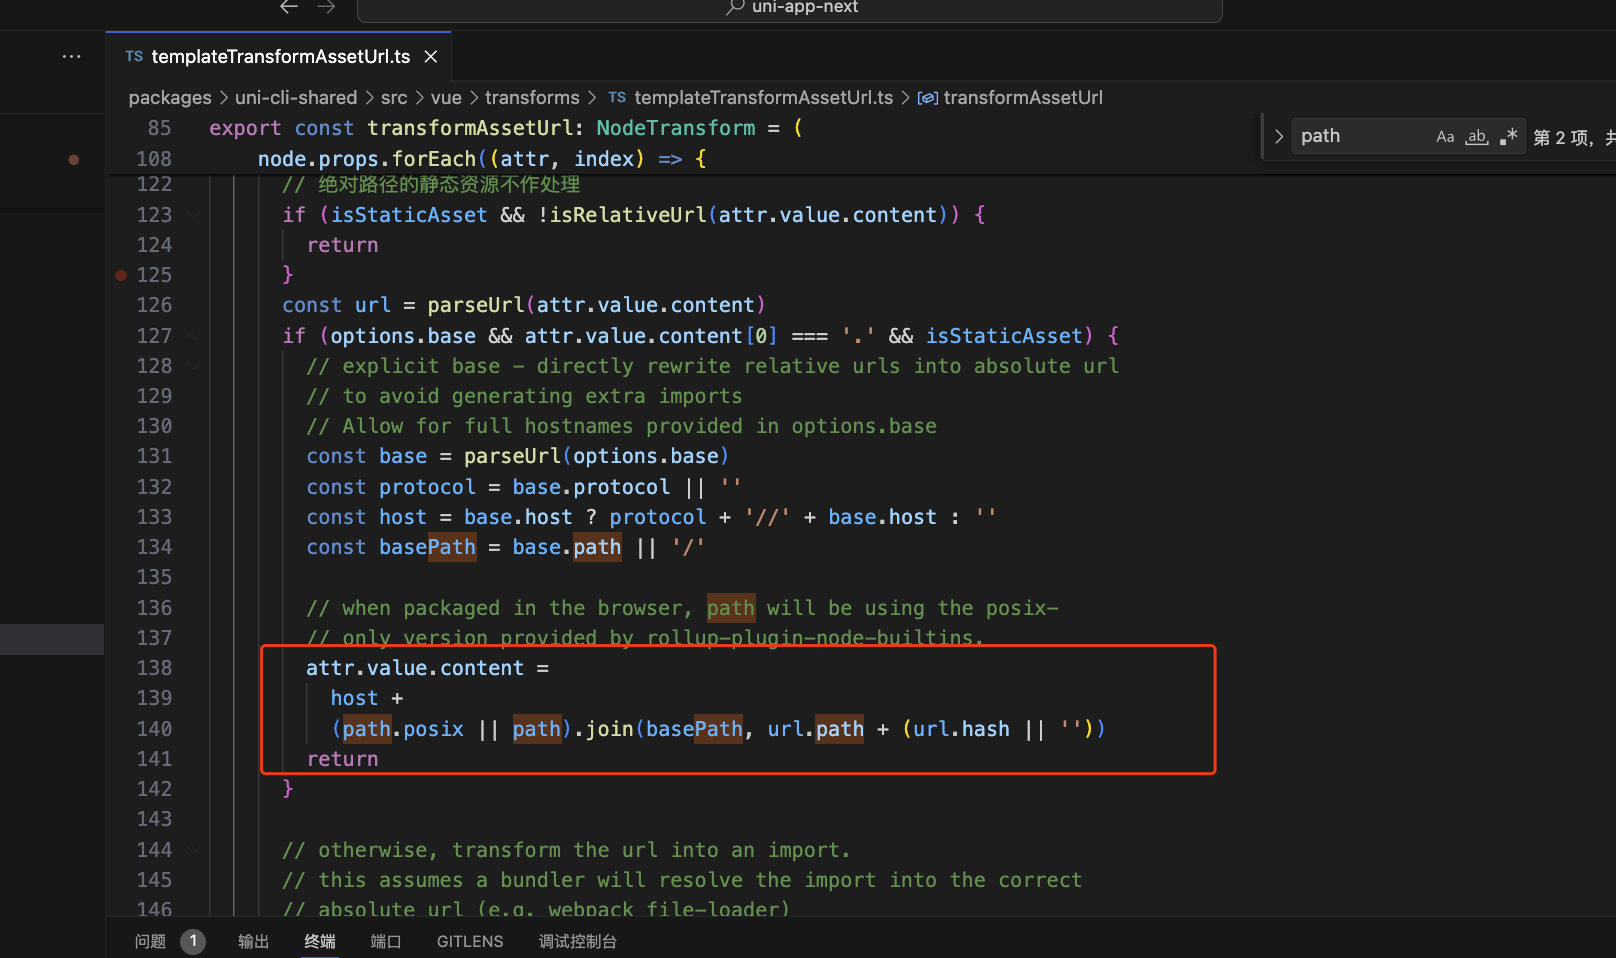 uni-app-next
TS templateTransformAssetUrl.ts
packages > uni-cli-shared > src > vue > transforms > TS templateTransformAssetUrl.ts > transformAssetUrl
path Aa ab .* 第 2 项，共
85 export const transformAssetUrl: NodeTransform = (
108 node.props.forEach((attr, index) => {
122 // 绝对路径的静态资源不作处理
123 if (isStaticAsset && !isRelativeUrl(attr.value.content)) {
124 return
125 }
126 const url = parseUrl(attr.value.content)
127 if (options.base && attr.value.content[0] === '.' && isStaticAsset) {
128 // explicit base - directly rewrite relative urls into absolute url
129 // to avoid generating extra imports
130 // Allow for full hostnames provided in options.base
131 const base = parseUrl(options.base)
132 const protocol = base.protocol || ''
133 const host = base.host ? protocol + '//' + base.host : ''
134 const basePath = base.path || '/'
135
136 // when packaged in the browser, path will be using the posix-
137 // only version provided by rollup-plugin-node-builtins.
138 attr.value.content =
139 host +
140 (path.posix || path).join(basePath, url.path + (url.hash || ''))
141 return
142 }
143
144 // otherwise, transform the url into an import.
145 // this assumes a bundler will resolve the import into the correct
146 // absolute url (e.g. webpack file-loader)
问题 1 输出 终端 端口 GITLENS 调试控制台